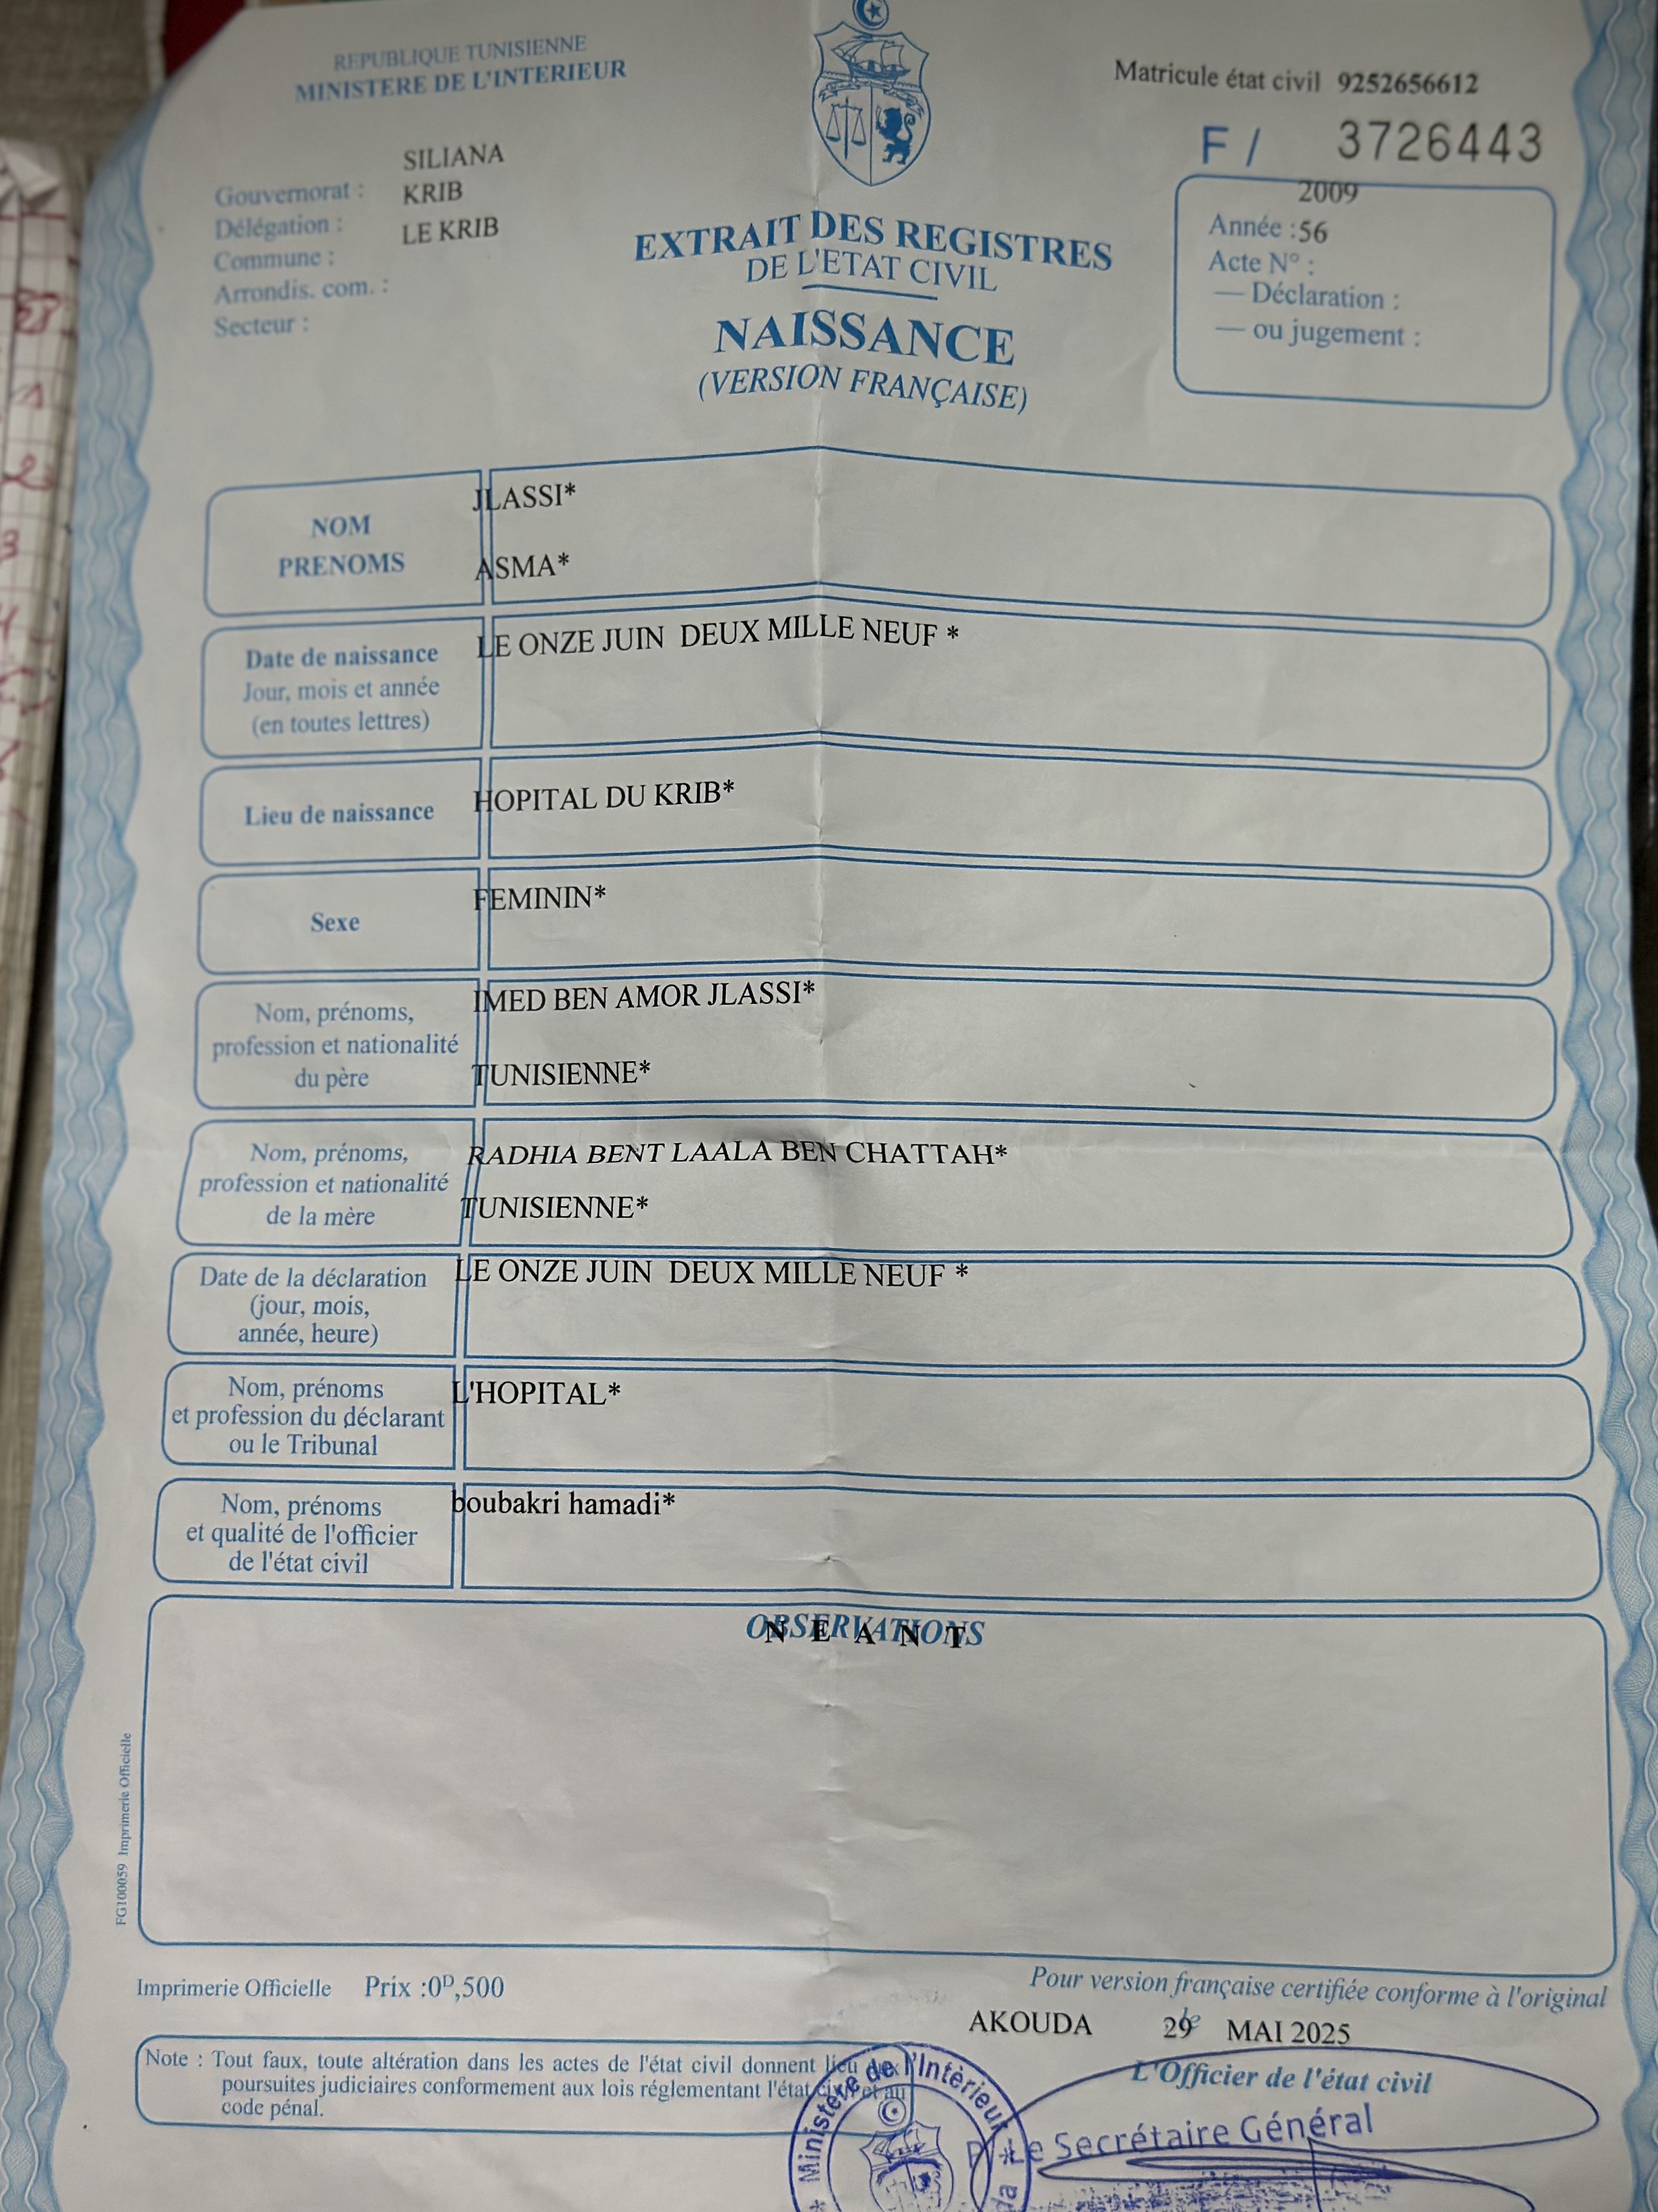 REPUBLIQUE TUNISIENNE
MINISTERE DE L'INTERIEUR
Matricule état civil 9252656612
F / 3726443
SILIANA
Gouvernorat : KRIB
Délégation : LE KRIB
Commune :
Arrondis. com. :
Secteur :
EXTRAIT DES REGISTRES
DE L'ETAT CIVIL
NAISSANCE
(VERSION FRANÇAISE)
2009
Année : 56
Acte N° :
— Déclaration :
— ou jugement :
NOM
PRENOMS
JLASSI*
ASMA*
Date de naissance
Jour, mois et année
(en toutes lettres)
LE ONZE JUIN DEUX MILLE NEUF *
Lieu de naissance
HOPITAL DU KRIB*
Sexe
FEMININ*
Nom, prénoms,
profession et nationalité
du père
IMED BEN AMOR JLASSI*
TUNISIENNE*
Nom, prénoms,
profession et nationalité
de la mère
RADHIA BENT LAALA BEN CHATTAH*
TUNISIENNE*
Date de la déclaration
(jour, mois,
année, heure)
LE ONZE JUIN DEUX MILLE NEUF *
Nom, prénoms
et profession du déclarant
ou le Tribunal
L'HOPITAL*
Nom, prénoms
et qualité de l'officier
de l'état civil
boubakri hamadi*
OBSERVATIONS
N E A N T
FG100059 Imprimerie Officielle
Imprimerie Officielle Prix :0D,500
Pour version française certifiée conforme à l'original
AKOUDA le 29 MAI 2025
Note : Tout faux, toute altération dans les actes de l'état civil donnent lieu aux
poursuites judiciaires conformement aux lois réglementant l'état civil et au
code pénal.
L'Officier de l'état civil
Ministère de l'Intèrieur
P/Le Secrétaire Général